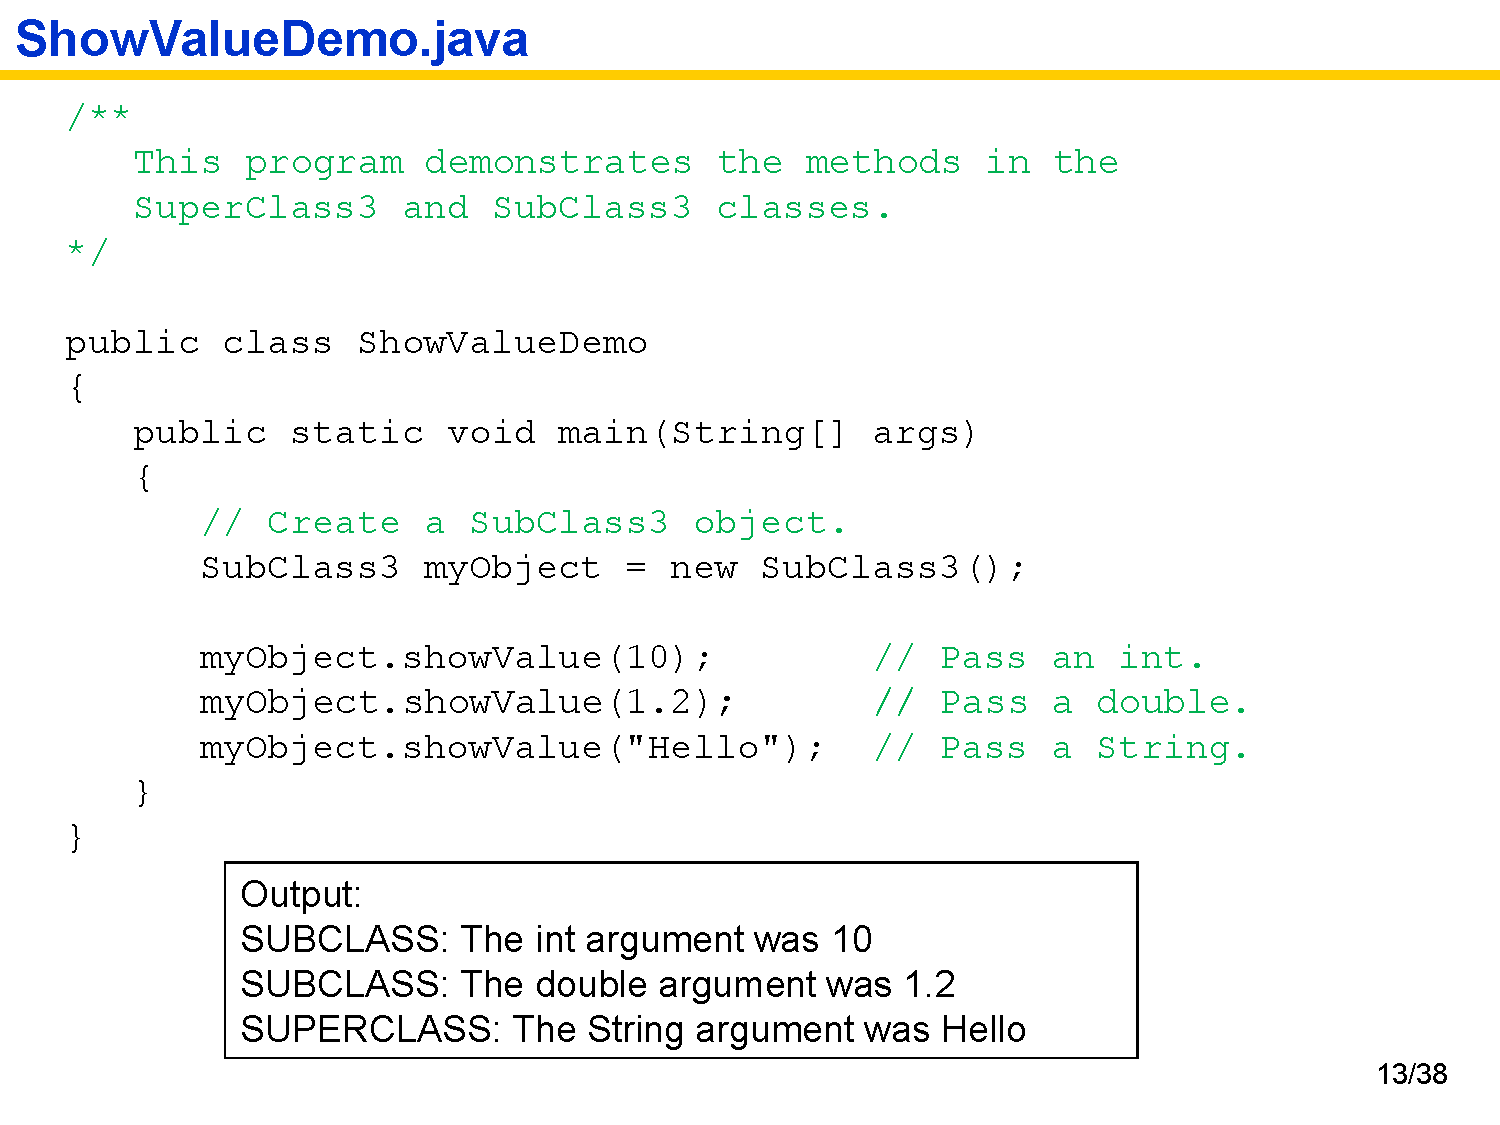 ShowValueDemo.java
/**
   This program demonstrates the methods in the
   SuperClass3 and SubClass3 classes.
*/
public class ShowValueDemo
{
   public static void main(String[] args)
   {
      // Create a SubClass3 object.
      SubClass3 myObject = new SubClass3();
      myObject.showValue(10);       // Pass an int.
      myObject.showValue(1.2);      // Pass a double.
      myObject.showValue("Hello");  // Pass a String.
   }
}
Output:
SUBCLASS: The int argument was 10
SUBCLASS: The double argument was 1.2
SUPERCLASS: The String argument was Hello
13/38